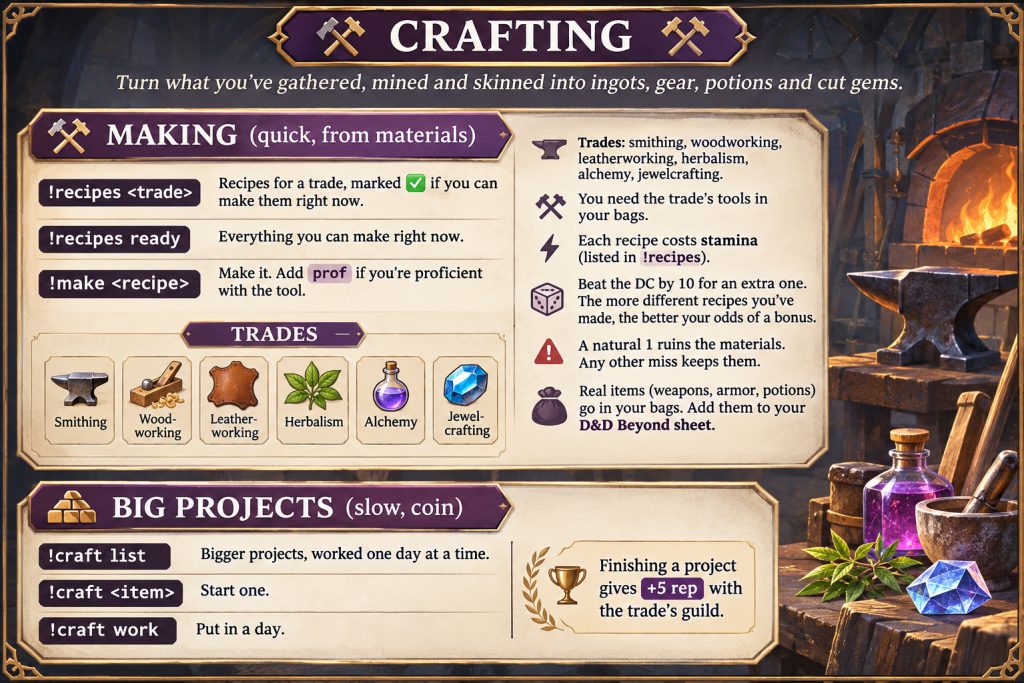 CRAFTING
Turn what you've gathered, mined and skinned into ingots, gear, potions and cut gems.
MAKING (quick, from materials)
!recipes <trade>
Recipes for a trade, marked ✅ if you can
make them right now.
!recipes ready
Everything you can make right now.
!make <recipe>
Make it. Add prof if you're proficient
with the tool.
TRADES
Smithing
Wood-
working
Leather-
working
Herbalism
Alchemy
Jewel-
crafting
Trades: smithing, woodworking,
leatherworking, herbalism,
alchemy, jewelcrafting.
You need the trade's tools in
your bags.
Each recipe costs stamina
(listed in !recipes).
Beat the DC by 10 for an extra one.
The more different recipes you've
made, the better your odds of a bonus.
A natural 1 ruins the materials.
Any other miss keeps them.
Real items (weapons, armor, potions)
go in your bags. Add them to your
D&D Beyond sheet.
BIG PROJECTS (slow, coin)
!craft list
Bigger projects, worked one day at a time.
!craft <item>
Start one.
!craft work
Put in a day.
Finishing a project
gives +5 rep with
the trade's guild.